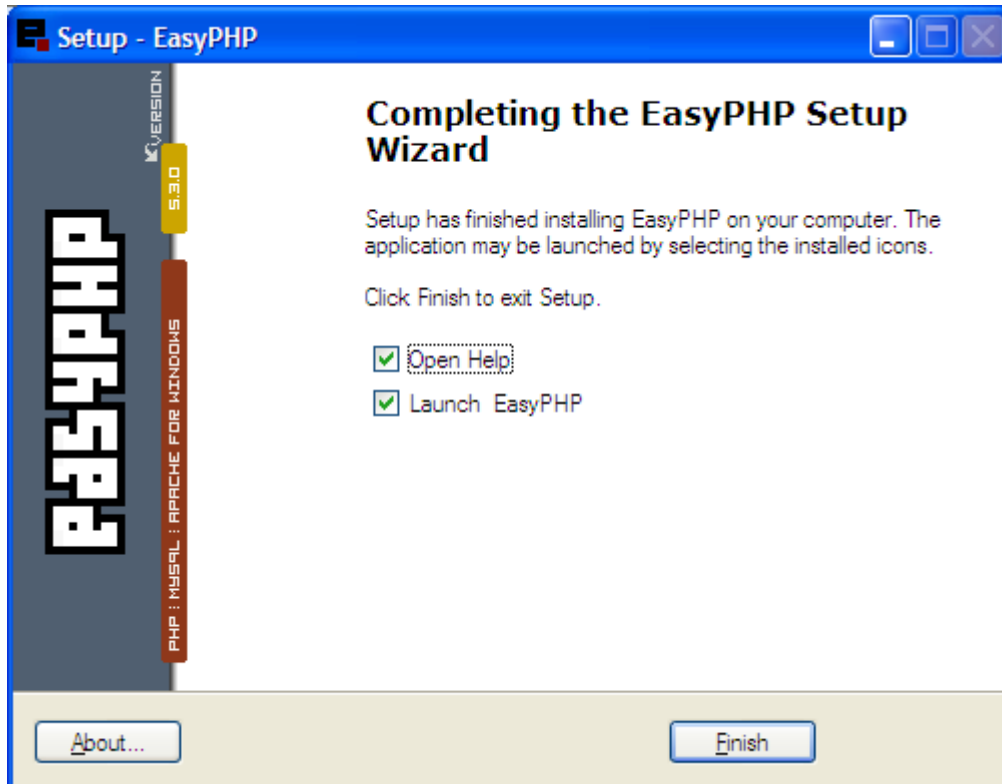 Setup - EasyPHP
VERSION
5.3.0
easyPHP
PHP : MYSQL : APACHE FOR WINDOWS
Completing the EasyPHP Setup
Wizard
Setup has finished installing EasyPHP on your computer. The
application may be launched by selecting the installed icons.
Click Finish to exit Setup.
Open Help
Launch EasyPHP
About...
Finish